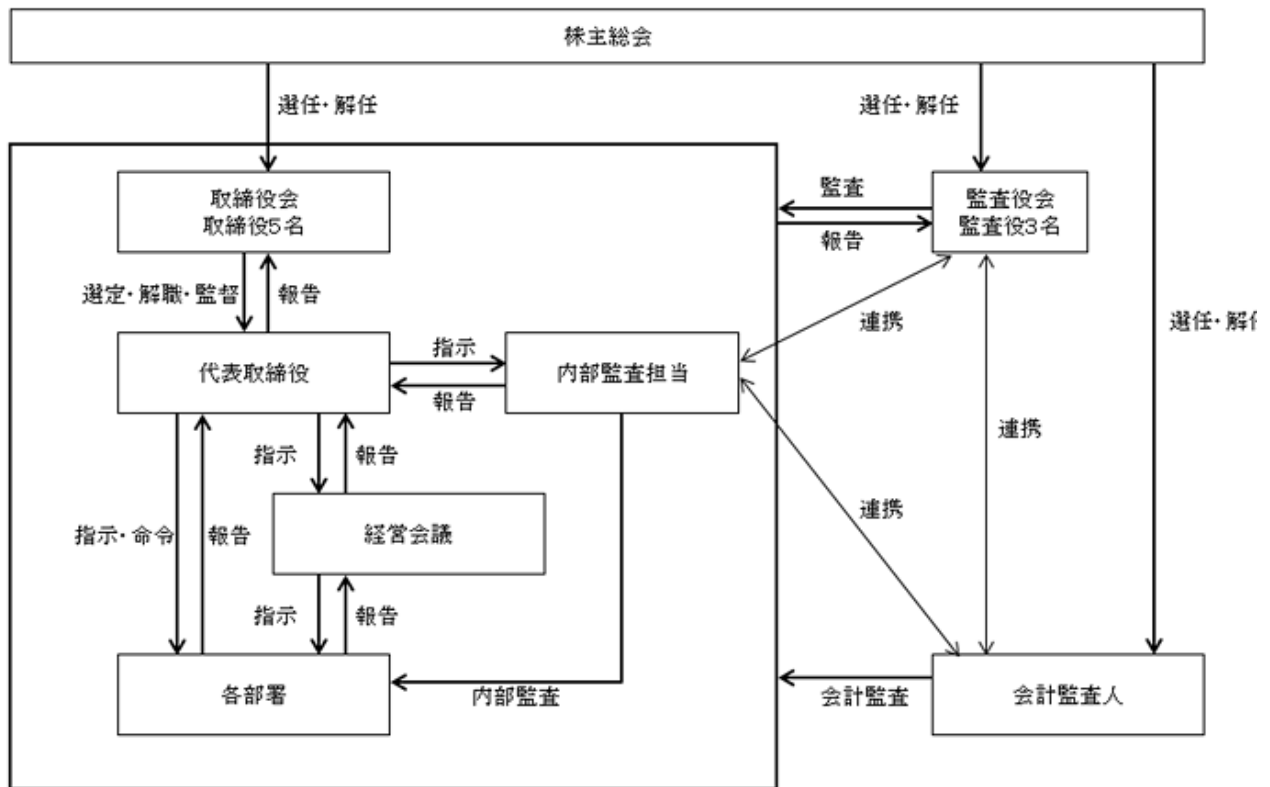 株主総会
選任・解任
選任・解任
取締役会
取締役5名
監査
報告
監査役会
監査役3名
選定・解職・監督
報告
連携
選任・解
代表取締役
指示
報告
内部監査担当
連携
指示
報告
連携
指示・命令
報告
経営会議
指示
報告
各部署
内部監査
会計監査
会計監査人